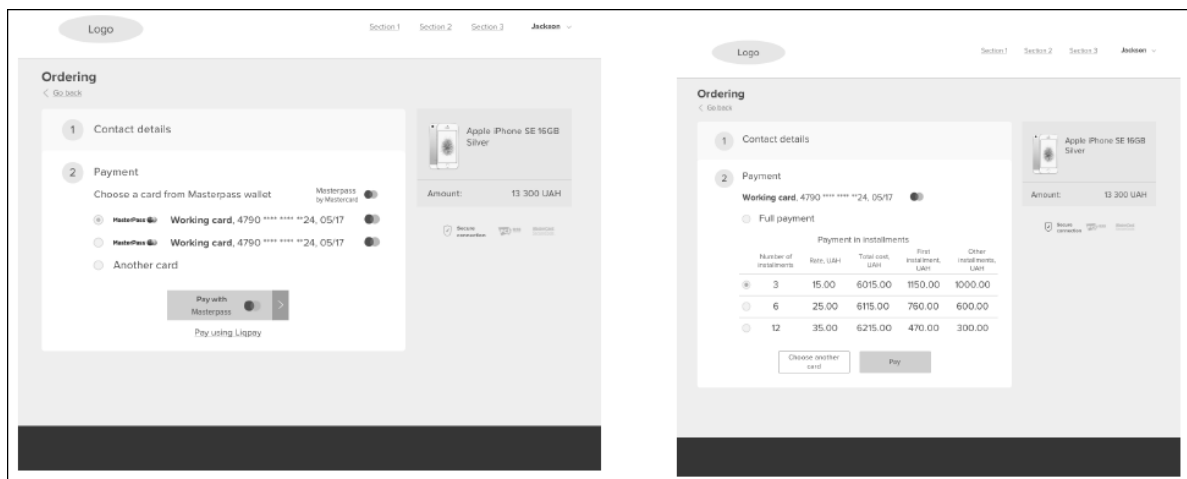 Logo
Section 1 Section 2 Section 3 Jackson
Ordering
Go back
1 Contact details
2 Payment
Choose a card from Masterpass wallet
Masterpass
by Mastercard
MasterPass Working card, 4790 **** **** **24, 05/17
MasterPass Working card, 4790 **** **** **24, 05/17
Another card
Pay with
Masterpass
Pay using Liqpay
Apple iPhone SE 16GB
Silver
Amount: 13 300 UAH
Secure
connection
Logo
Section 1 Section 2 Section 3 Jackson
Ordering
Go back
1 Contact details
2 Payment
Working card, 4790 **** **** **24, 05/17
Full payment
Payment in installments
Number of
installments
Rate, UAH
Total cost,
UAH
First
installment,
UAH
Other
installments,
UAH
3 15.00 6015.00 1150.00 1000.00
6 25.00 6115.00 760.00 600.00
12 35.00 6215.00 470.00 300.00
Choose another
card
Pay
Apple iPhone SE 16GB
Silver
Amount: 13 300 UAH
Secure
connection